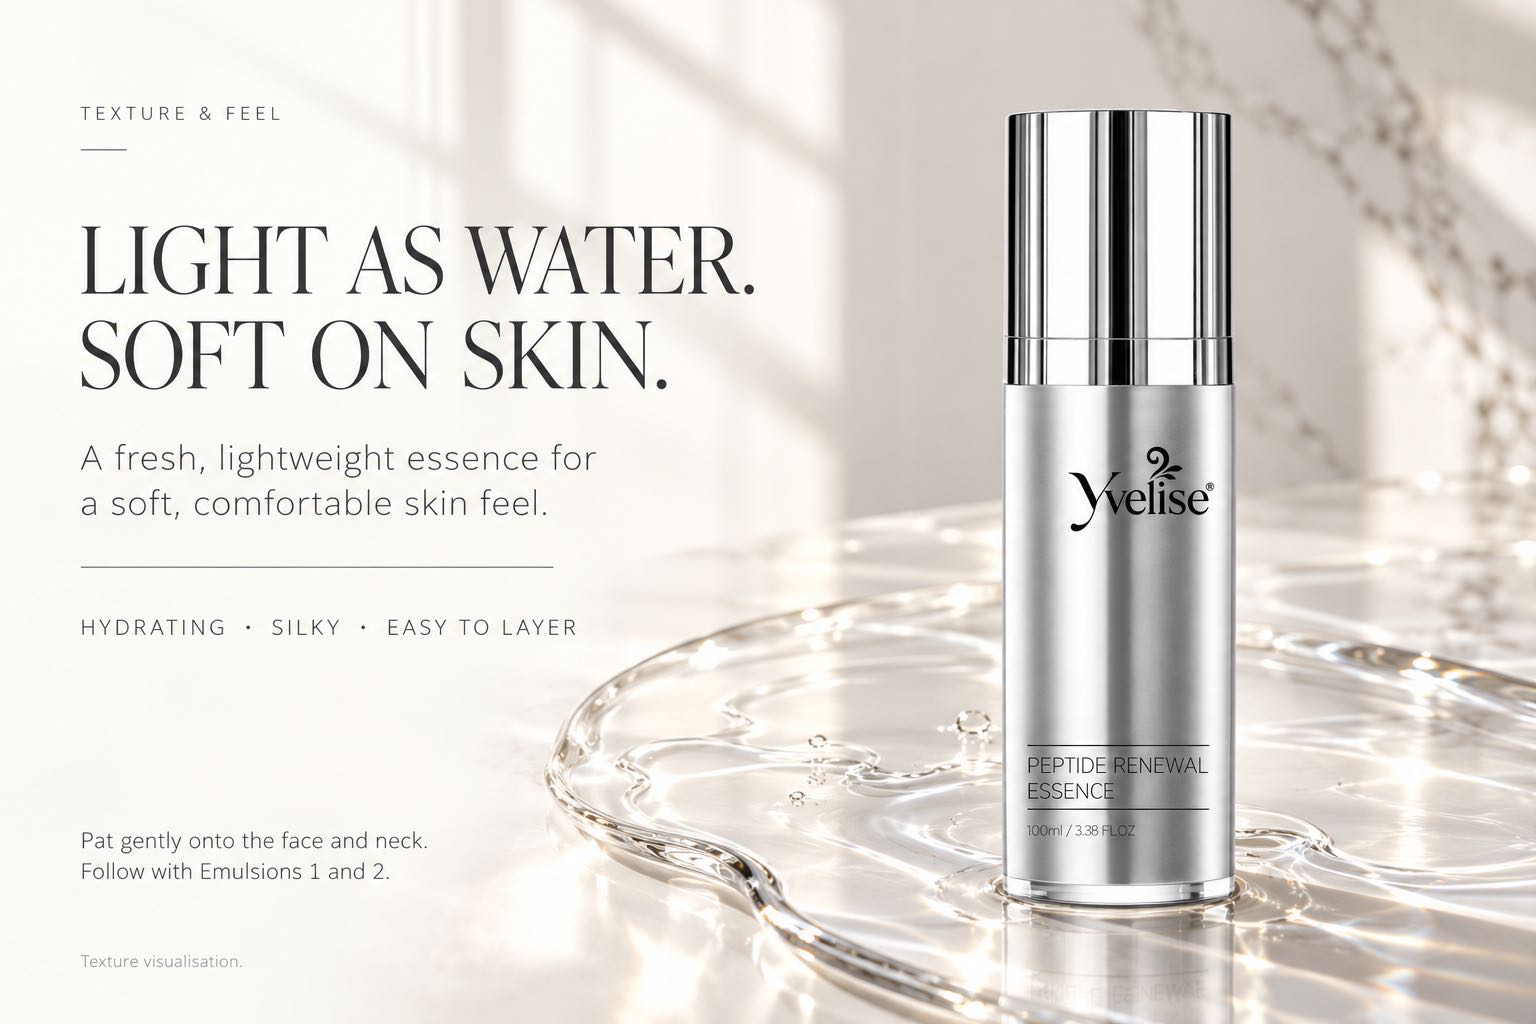 TEXTURE & FEEL
LIGHT AS WATER.
SOFT ON SKIN.
A fresh, lightweight essence for
a soft, comfortable skin feel.
HYDRATING • SILKY • EASY TO LAYER
Pat gently onto the face and neck.
Follow with Emulsions 1 and 2.
Texture visualisation.
Yvelise®
PEPTIDE RENEWAL
ESSENCE
100ml / 3.38 FL.OZ